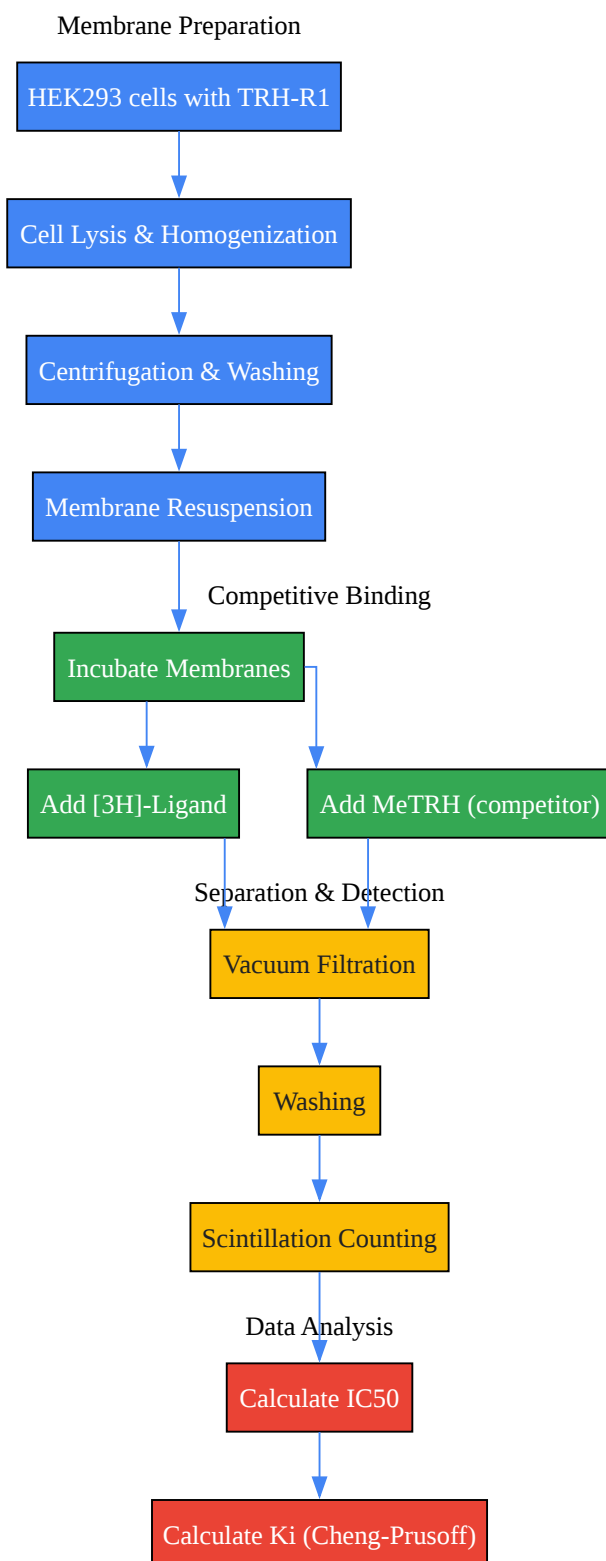 Membrane Preparation
HEK293 cells with TRH-R1
Cell Lysis & Homogenization
Centrifugation & Washing
Membrane Resuspension
Competitive Binding
Incubate Membranes
Add [3H]-Ligand
Add MeTRH (competitor)
Separation & Detection
Vacuum Filtration
Washing
Scintillation Counting
Data Analysis
Calculate IC50
Calculate Ki (Cheng-Prusoff)